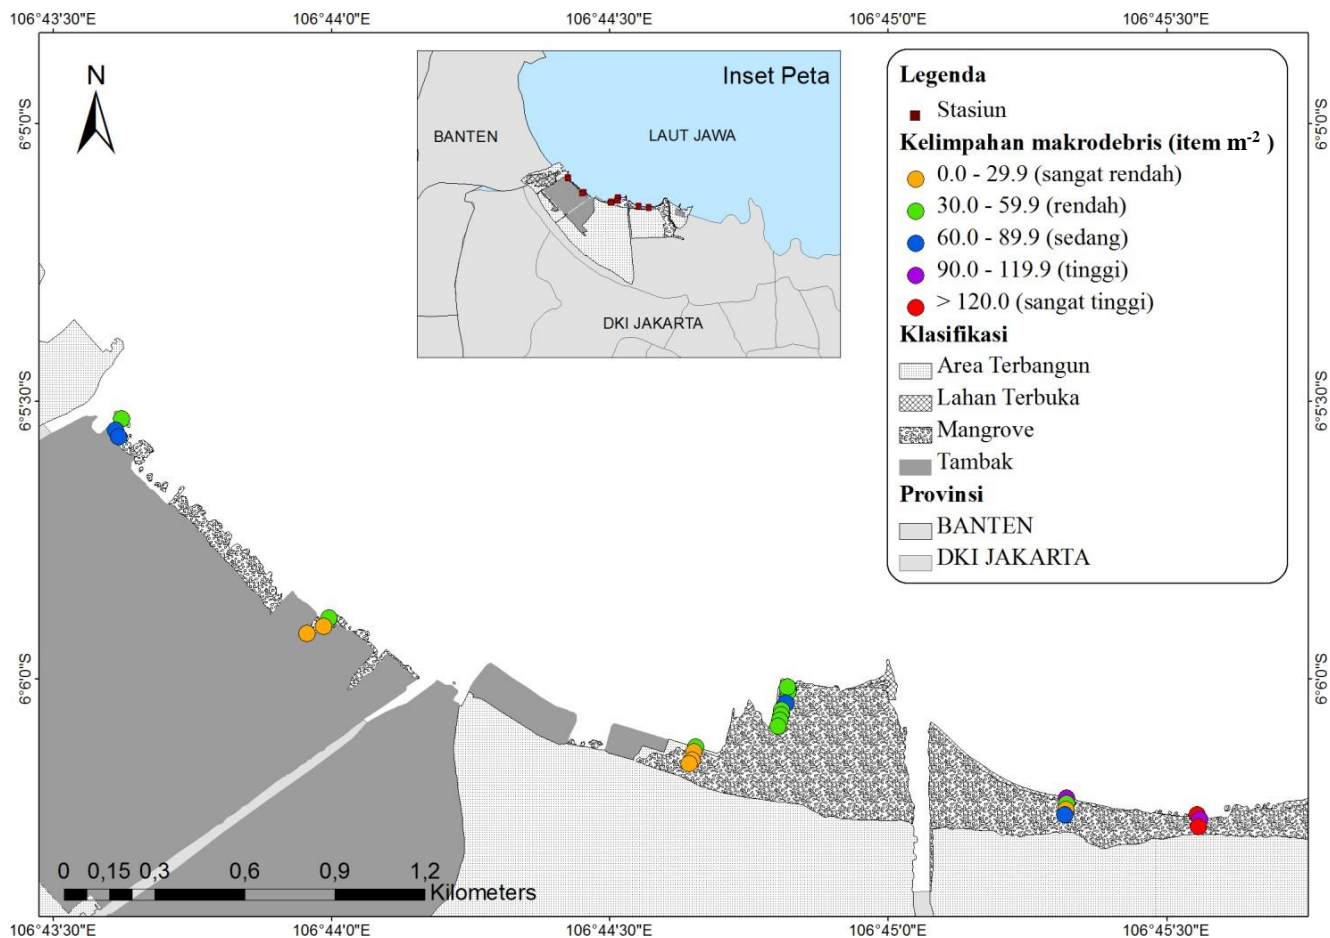 106°43'30"E 106°44'0"E 106°44'30"E 106°45'0"E 106°45'30"E
N
6°5'0"S
6°5'30"S
6°6'0"S
Inset Peta
BANTEN
LAUT JAWA
DKI JAKARTA
Legenda
Stasiun
Kelimpahan makrodebris (item m⁻² )
0.0 - 29.9 (sangat rendah)
30.0 - 59.9 (rendah)
60.0 - 89.9 (sedang)
90.0 - 119.9 (tinggi)
> 120.0 (sangat tinggi)
Klasifikasi
Area Terbangun
Lahan Terbuka
Mangrove
Tambak
Provinsi
BANTEN
DKI JAKARTA
6°5'0"S
6°5'30"S
6°6'0"S
0 0,15 0,3 0,6 0,9 1,2
Kilometers
106°43'30"E 106°44'0"E 106°44'30"E 106°45'0"E 106°45'30"E